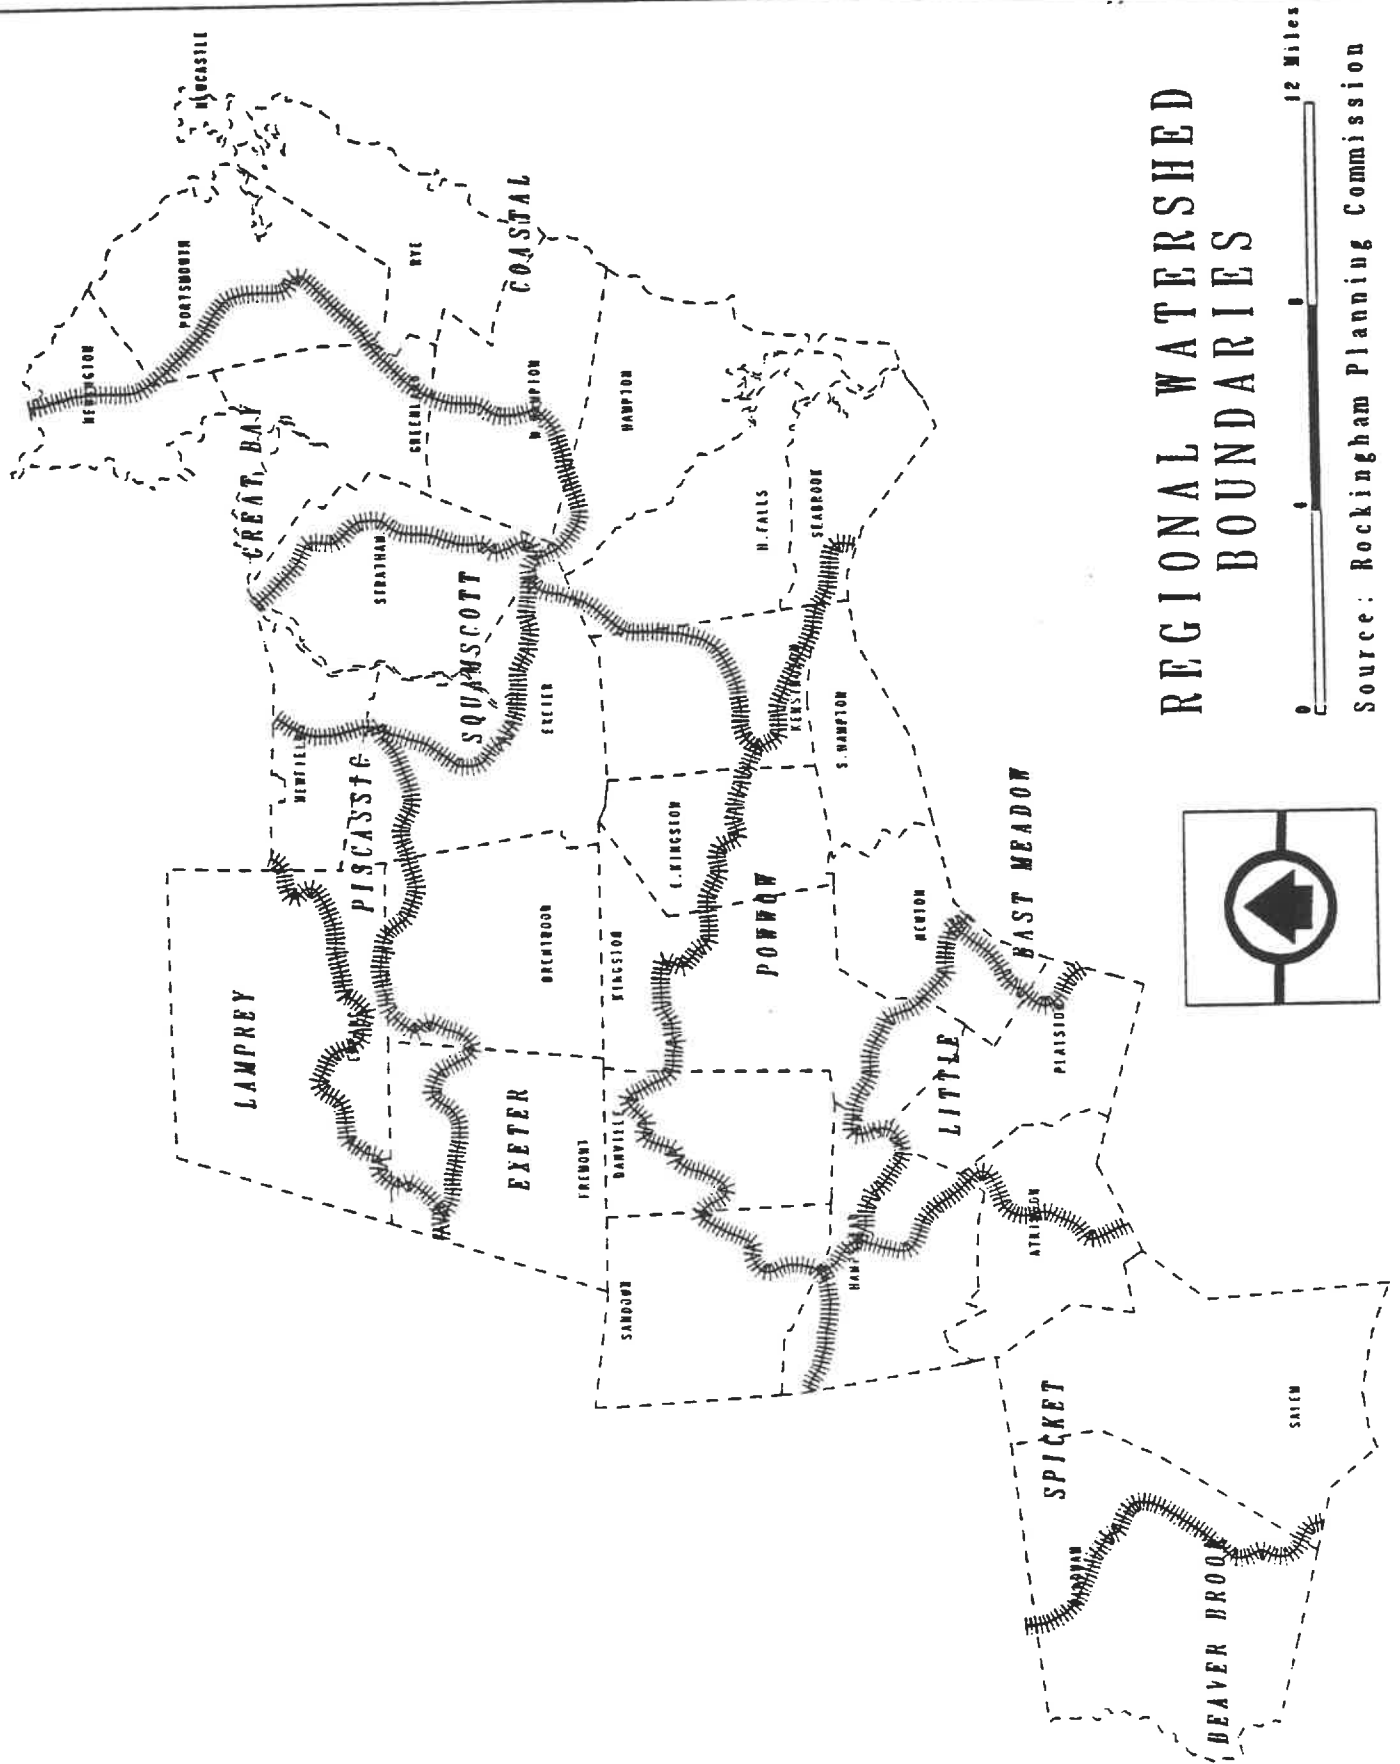 REGIONAL WATERSHED
BOUNDARIES
0 4 8 12 Miles
Source: Rockingham Planning Commission
BEAVER BROOK
SPICKET
SALEM
SANDOWN
DANVILLE
FREMONT
EXETER
LAMPREY
LITTLE
PLAISTOW
NEWTON
EAST MEADOW
POWWOW
KINGSTON
BRENTWOOD
E.KINGSTON
PISCASSIC
SQUAMSCOTT
EXETER
S.HAMPTON
STRATHAM
GREAT BAY
GREENLAND
HAMPTON
H.FALLS
SEABROOK
COASTAL
RYE
PORTSMOUTH
NEWINGTON
NEWCASTLE